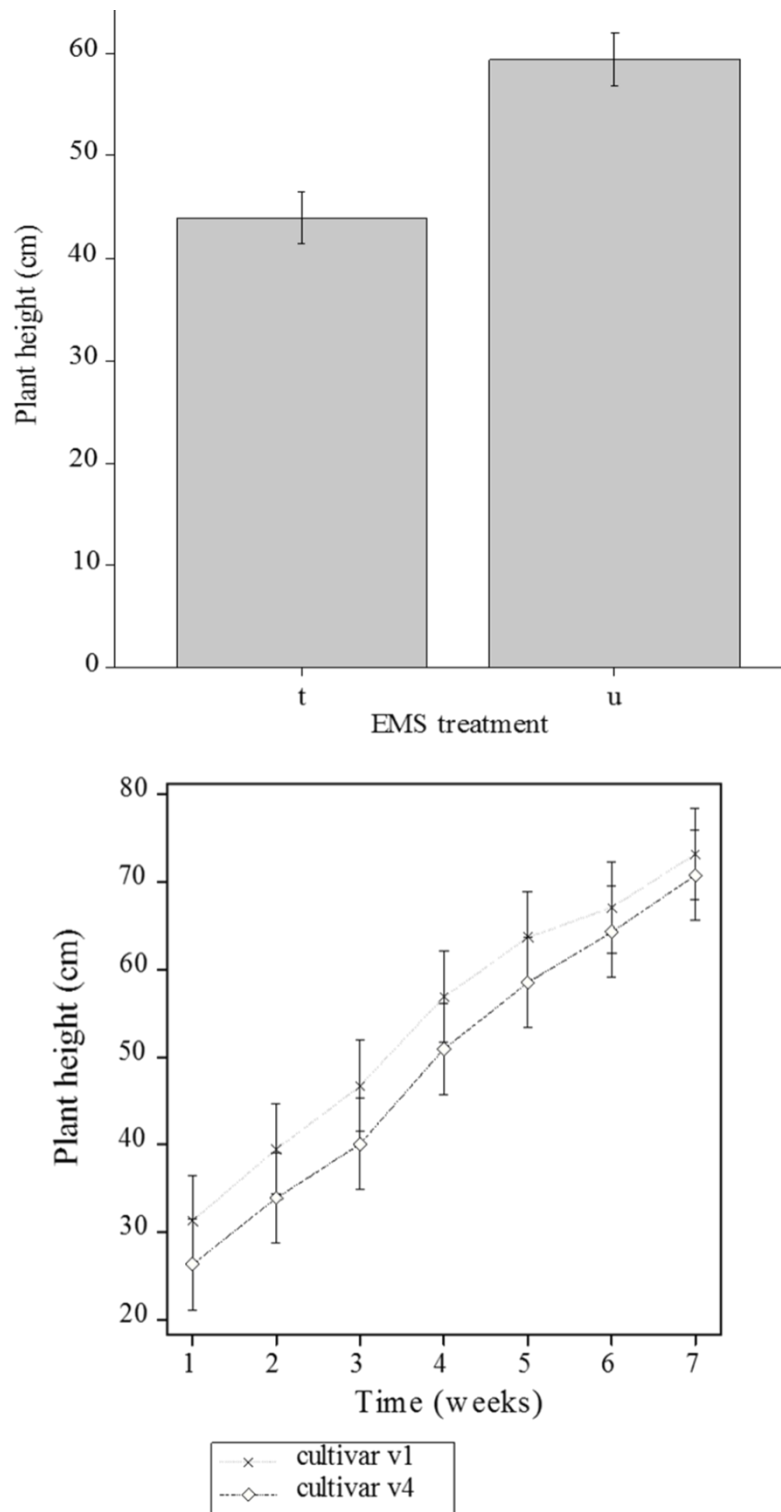 Plant height (cm)
60
50
40
30
20
10
0
t u
EMS treatment
Plant height (cm)
80
70
60
50
40
30
20
1 2 3 4 5 6 7
Time (weeks)
cultivar v1
cultivar v4